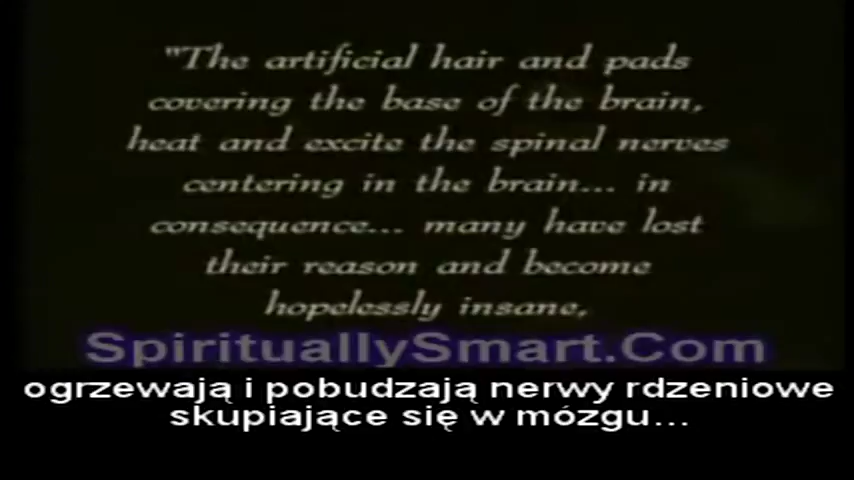 "The artificial hair and pads
covering the base of the brain,
heat and excite the spinal nerves
centering in the brain... in
consequence... many have lost
their reason and become
hopelessly insane,
SpirituallySmart.Com
ogrzewają i pobudzają nerwy rdzeniowe
skupiające się w mózgu...